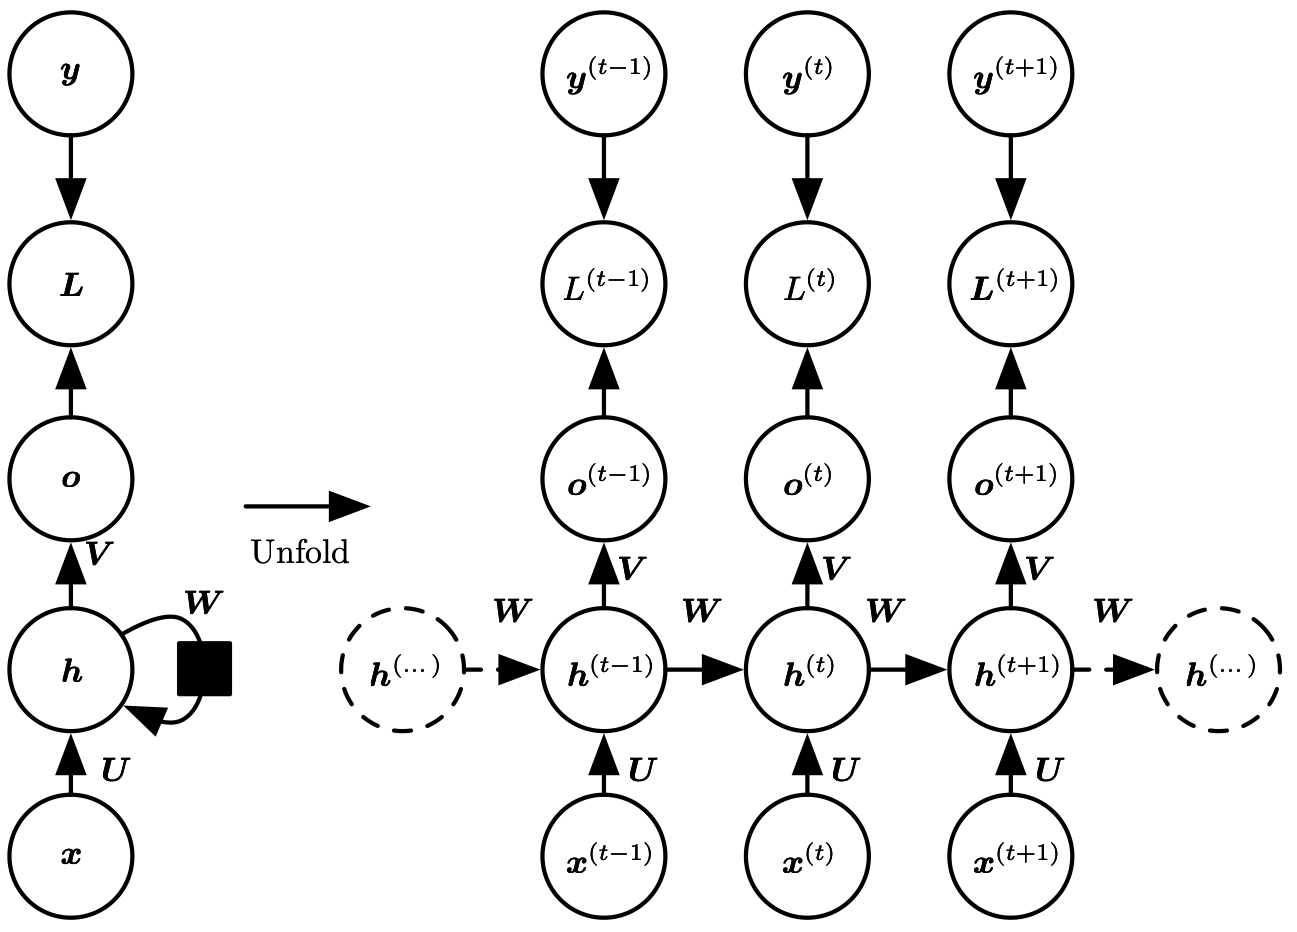 y y^(t−1) y^(t) y^(t+1)
L L^(t−1) L^(t) L^(t+1)
o o^(t−1) o^(t) o^(t+1)
Unfold
V V V V
W W W W W
h h^(...) h^(t−1) h^(t) h^(t+1) h^(...)
U U U U
x x^(t−1) x^(t) x^(t+1)